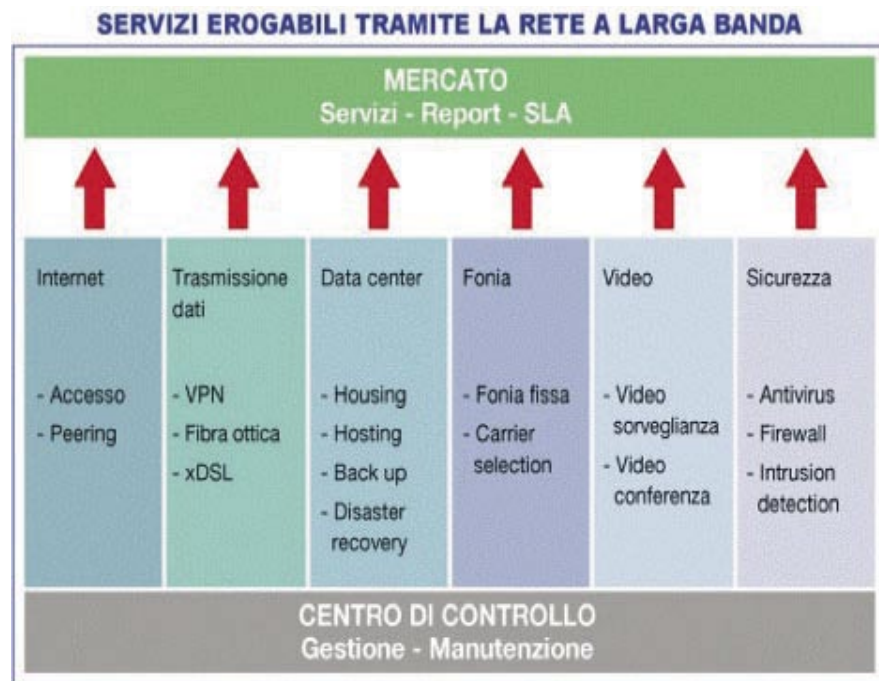 SERVIZI EROGABILI TRAMITE LA RETE A LARGA BANDA
MERCATO
Servizi - Report - SLA
Internet
- Accesso
- Peering
Trasmissione
dati
- VPN
- Fibra ottica
- xDSL
Data center
- Housing
- Hosting
- Back up
- Disaster
recovery
Fonia
- Fonia fissa
- Carrier
selection
Video
- Video
sorveglianza
- Video
conferenza
Sicurezza
- Antivirus
- Firewall
- Intrusion
detection
CENTRO DI CONTROLLO
Gestione - Manutenzione